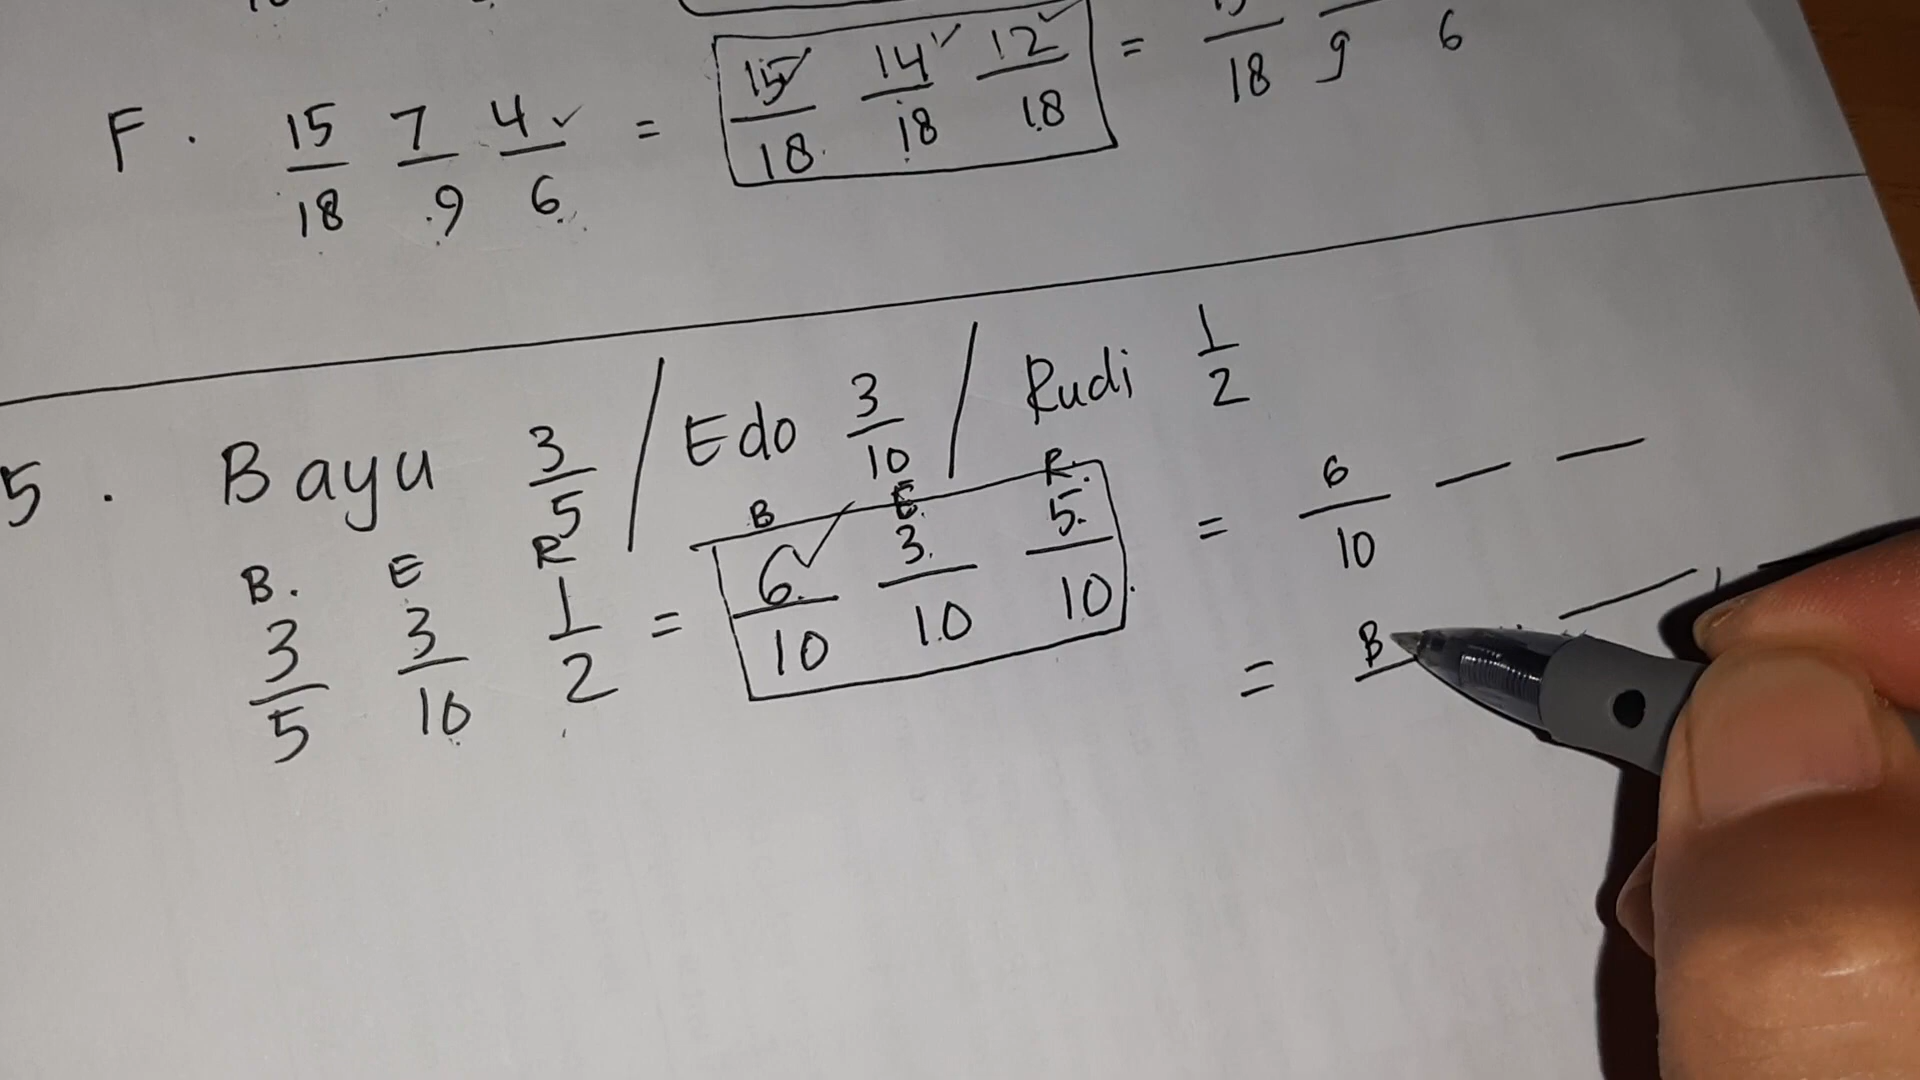 F. 15/18 7/9 4/6 = 15/18 14/18 12/18 = 15/18 /9 6
5. Bayu 3/5 / Edo 3/10 / Rudi 1/2
B. E R B E. R.
3/5 3/10 1/2 = 6./10 3./10 5./10 = 6/10
= B